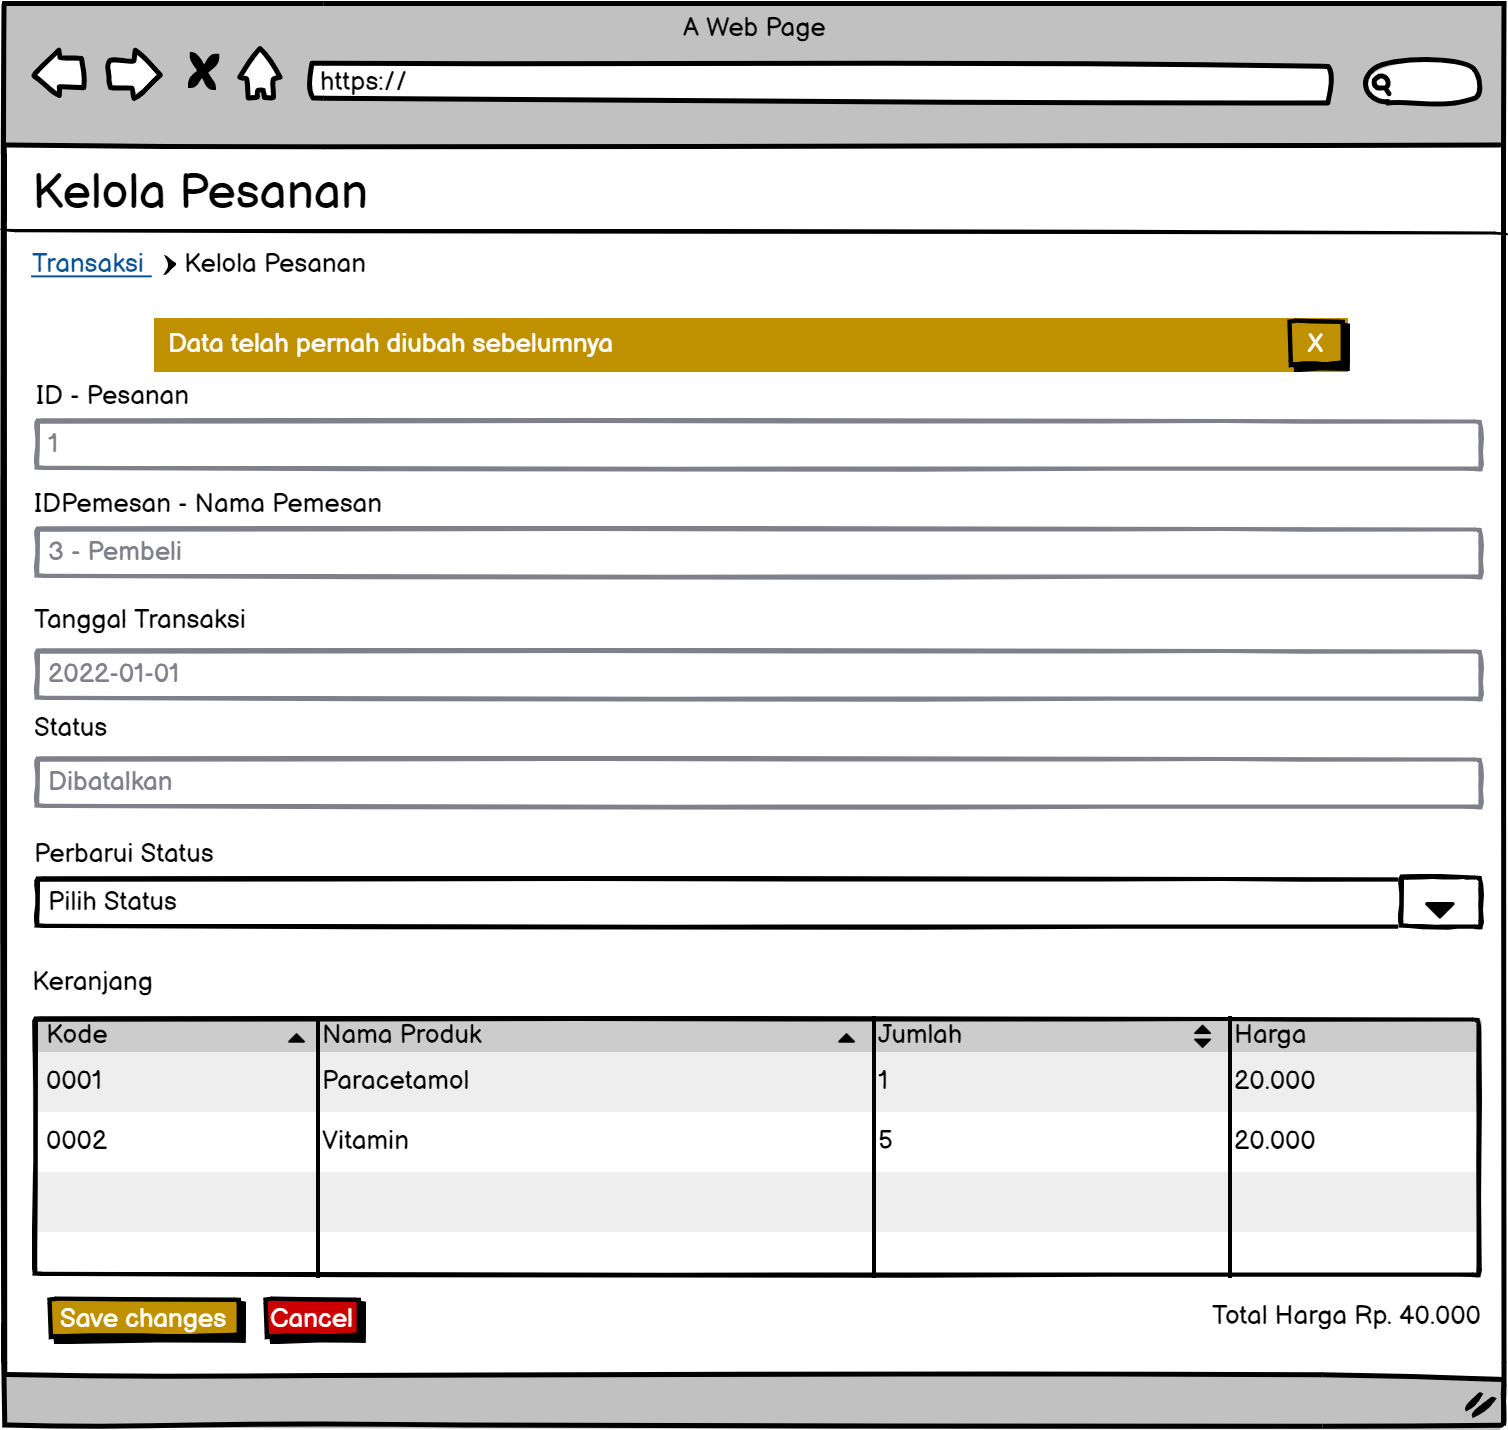 A Web Page
https://
Kelola Pesanan
Transaksi Kelola Pesanan
Data telah pernah diubah sebelumnya X
ID - Pesanan
1
IDPemesan - Nama Pemesan
3 - Pembeli
Tanggal Transaksi
2022-01-01
Status
Dibatalkan
Perbarui Status
Pilih Status
Keranjang
Kode Nama Produk Jumlah Harga
0001 Paracetamol 1 20.000
0002 Vitamin 5 20.000
Save changes Cancel Total Harga Rp. 40.000